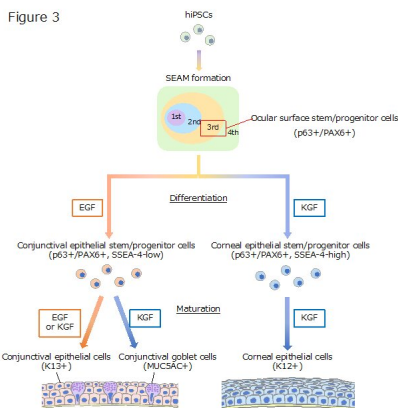 Figure 3
hiPSCs
SEAM formation
1st
2nd
3rd
4th
Ocular surface stem/progenitor cells
(p63+/PAX6+)
Differentiation
EGF
KGF
Conjunctival epithelial stem/progenitor cells
(p63+/PAX6+, SSEA-4-low)
Corneal epithelial stem/progenitor cells
(p63+/PAX6+, SSEA-4-high)
Maturation
EGF
or KGF
KGF
KGF
Conjunctival epithelial cells
(K13+)
Conjunctival goblet cells
(MUC5AC+)
Corneal epithelial cells
(K12+)